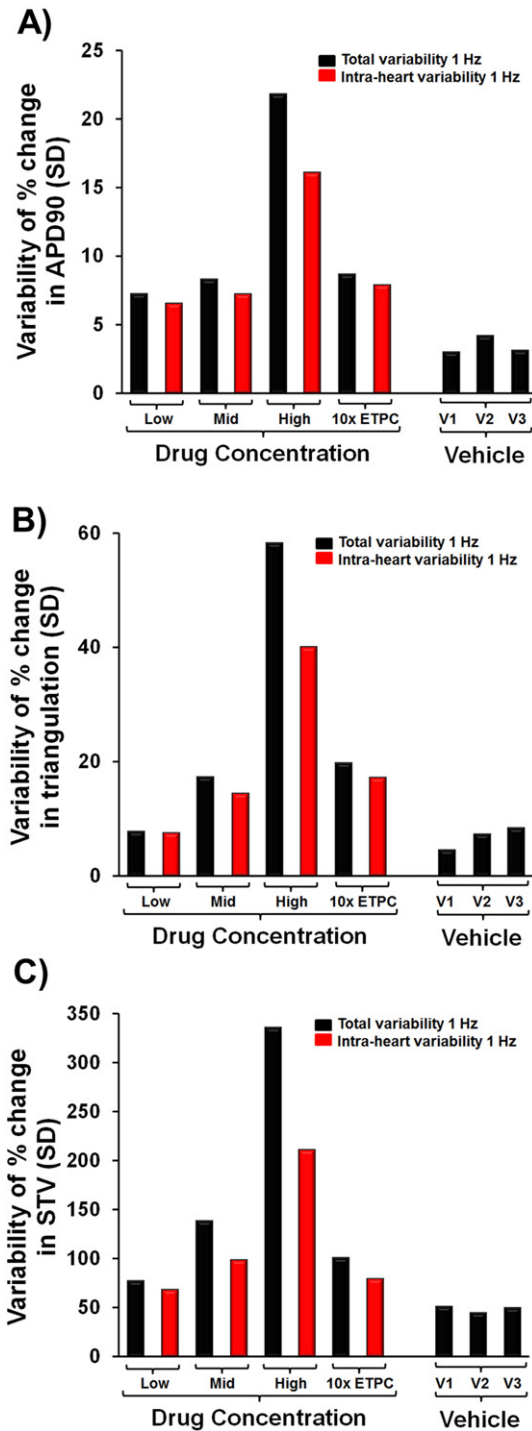 A)
Variability of % change
in APD90 (SD)
25
20
15
10
5
0
Total variability 1 Hz
Intra-heart variability 1 Hz
Low Mid High 10x ETPC V1 V2 V3
Drug Concentration Vehicle
B)
Variability of % change
in triangulation (SD)
60
40
20
0
Total variability 1 Hz
Intra-heart variability 1 Hz
Low Mid High 10x ETPC V1 V2 V3
Drug Concentration Vehicle
C)
Variability of % change
in STV (SD)
350
300
250
200
150
100
50
0
Total variability 1 Hz
Intra-heart variability 1 Hz
Low Mid High 10x ETPC V1 V2 V3
Drug Concentration Vehicle